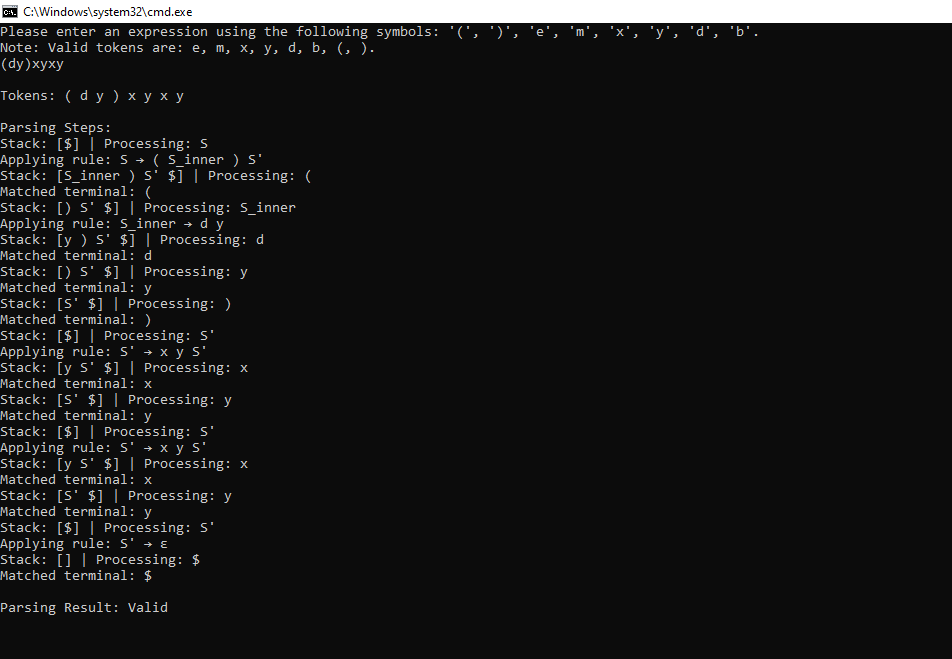 C:\Windows\system32\cmd.exe
Please enter an expression using the following symbols: '(', ')', 'e', 'm', 'x', 'y', 'd', 'b'.
Note: Valid tokens are: e, m, x, y, d, b, (, ).
(dy)xyxy
Tokens: ( d y ) x y x y
Parsing Steps:
Stack: [$] | Processing: S
Applying rule: S → ( S_inner ) S'
Stack: [S_inner ) S' $] | Processing: (
Matched terminal: (
Stack: [) S' $] | Processing: S_inner
Applying rule: S_inner → d y
Stack: [y ) S' $] | Processing: d
Matched terminal: d
Stack: [) S' $] | Processing: y
Matched terminal: y
Stack: [S' $] | Processing: )
Matched terminal: )
Stack: [$] | Processing: S'
Applying rule: S' → x y S'
Stack: [y S' $] | Processing: x
Matched terminal: x
Stack: [S' $] | Processing: y
Matched terminal: y
Stack: [$] | Processing: S'
Applying rule: S' → x y S'
Stack: [y S' $] | Processing: x
Matched terminal: x
Stack: [S' $] | Processing: y
Matched terminal: y
Stack: [$] | Processing: S'
Applying rule: S' → ε
Stack: [] | Processing: $
Matched terminal: $
Parsing Result: Valid